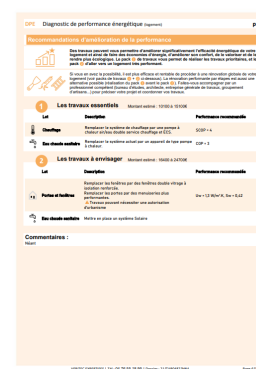 DPE Diagnostic de performance énergétique (logement) p
Recommandations d'amélioration de la performance
Des travaux peuvent vous permettre d'améliorer significativement l'efficacité énergétique de votre
logement et ainsi de faire des économies d'énergie, d'améliorer son confort, de le valoriser et de le
rendre plus écologique. Le pack 1 de travaux vous permet de réaliser les travaux prioritaires, et le
pack 2 d'aller vers un logement très performant.
Si vous en avez la possibilité, il est plus efficace et rentable de procéder à une rénovation globale de votre
logement (voir packs de travaux 1 + 2 ci-dessous). La rénovation performante par étapes est aussi une
alternative possible (réalisation du pack 1 avant le pack 2). Faites-vous accompagner par un
professionnel compétent (bureau d'études, architecte, entreprise générale de travaux, groupement
d'artisans...) pour préciser votre projet et coordonner vos travaux.
1 Les travaux essentiels Montant estimé : 10100 à 15100€
Lot Description Performance recommandée
Chauffage Remplacer le système de chauffage par une pompe à
chaleur air/eau double service chauffage et ECS. SCOP = 4
Eau chaude sanitaire Remplacer le système actuel par un appareil de type pompe
à chaleur COP = 3
2 Les travaux à envisager Montant estimé : 16400 à 24700€
Lot Description Performance recommandée
Portes et fenêtres Remplacer les fenêtres par des fenêtres double vitrage à
isolation renforcée.
Remplacer les portes par des menuiseries plus
performantes.
Travaux pouvant nécessiter une autorisation
d'urbanisme
Uw = 1,3 W/m².K, Sw = 0,42
Eau chaude sanitaire Mettre en place un système Solaire
Commentaires :
Néant